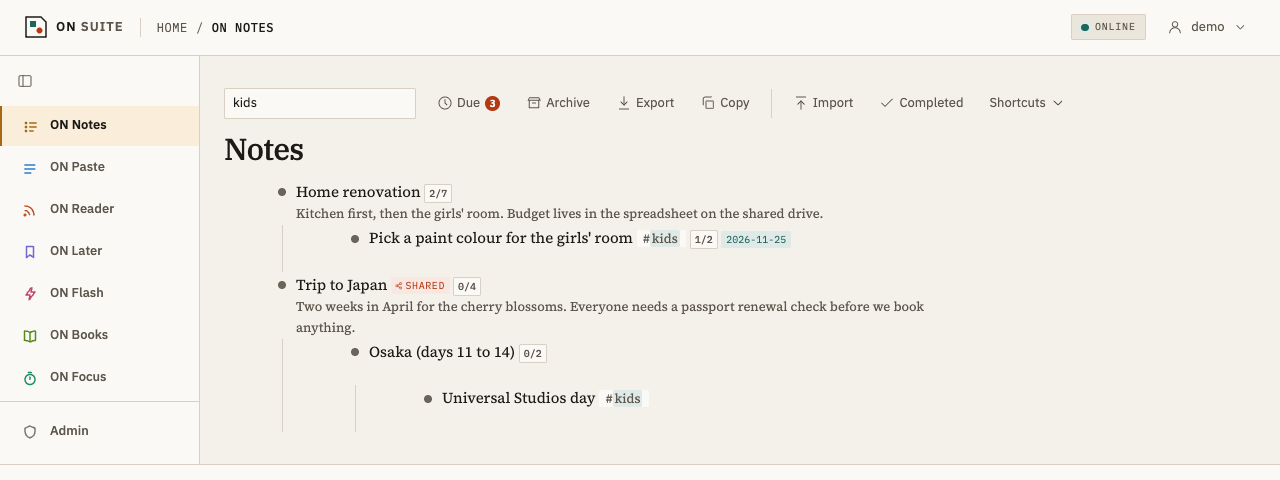 ON SUITE HOME / ON NOTES ONLINE demo
kids Due 3 Archive Export Copy Import Completed Shortcuts
ON Notes
ON Paste
ON Reader
ON Later
ON Flash
ON Books
ON Focus
Admin
Notes
Home renovation 2/7
Kitchen first, then the girls' room. Budget lives in the spreadsheet on the shared drive.
Pick a paint colour for the girls' room #kids 1/2 2026-11-25
Trip to Japan SHARED 0/4
Two weeks in April for the cherry blossoms. Everyone needs a passport renewal check before we book
anything.
Osaka (days 11 to 14) 0/2
Universal Studios day #kids